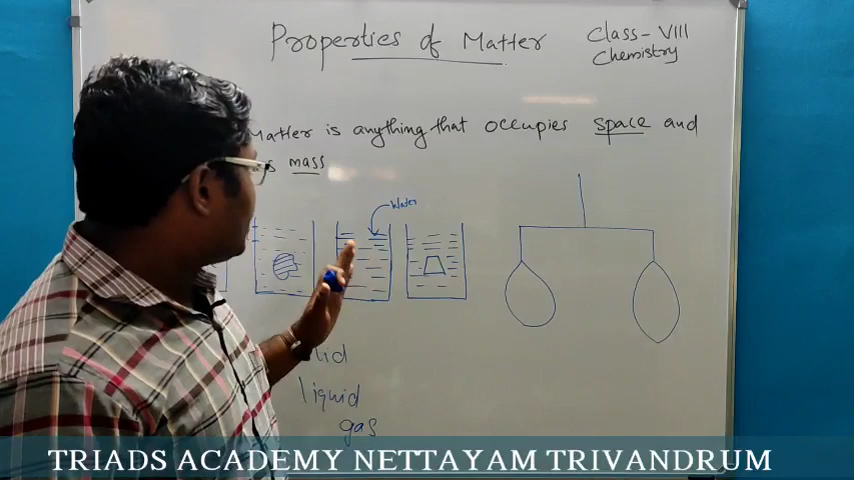 Properties of Matter
Class - VIII
Chemistry
Matter is anything that occupies space and
mass
Water
liquid
gas
TRIADS ACADEMY NETTAYAM TRIVANDRUM